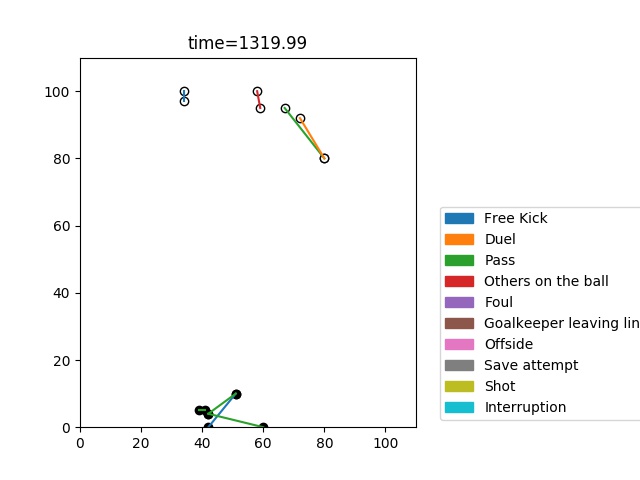 time=1319.99
100
80
60
40
20
0
0 20 40 60 80 100
Free Kick
Duel
Pass
Others on the ball
Foul
Goalkeeper leaving lin
Offside
Save attempt
Shot
Interruption